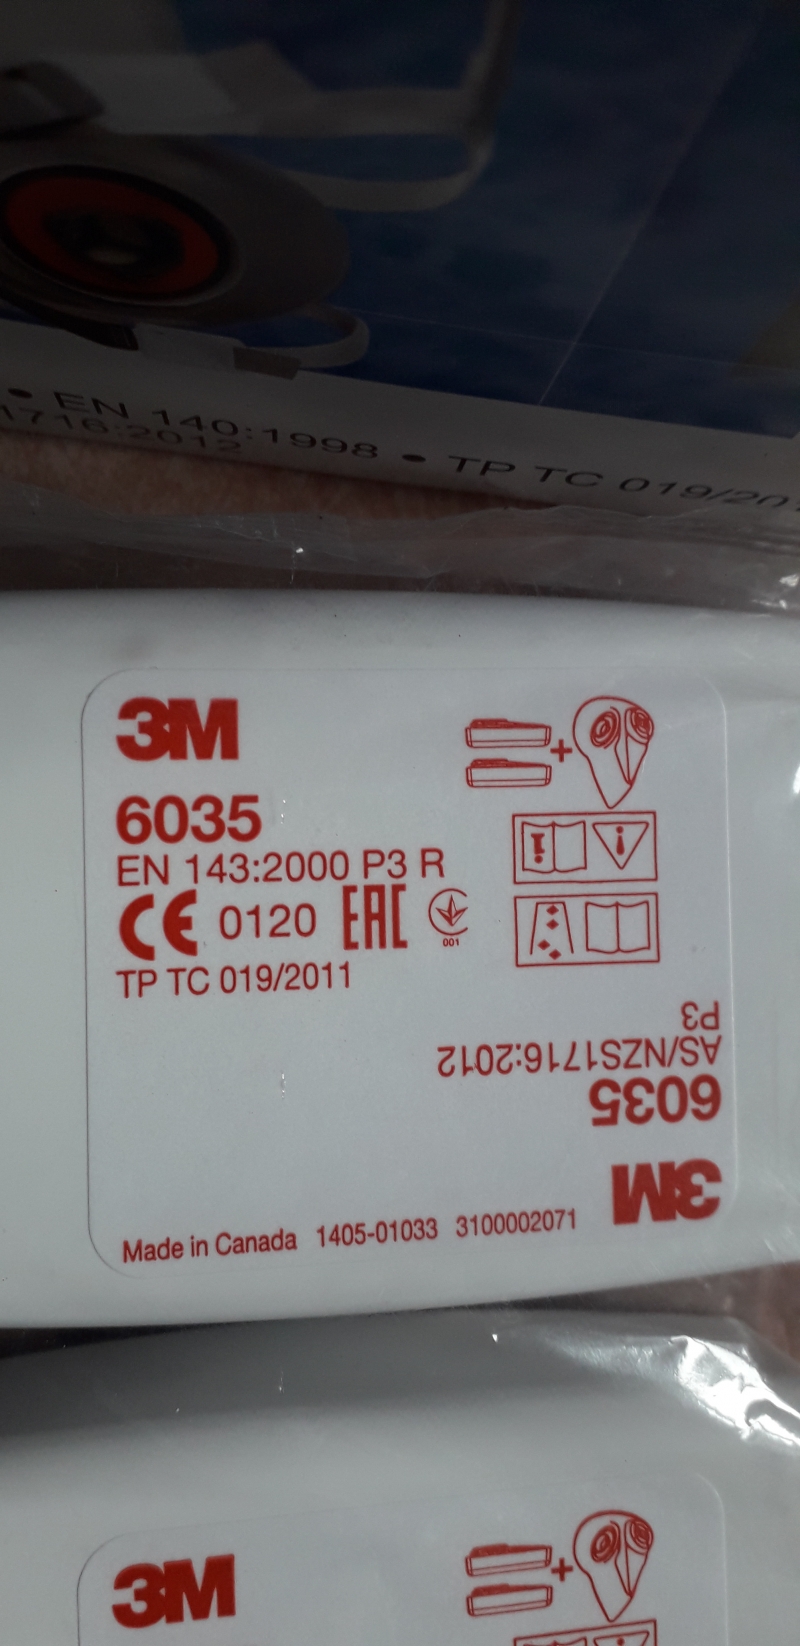 • EN 140:1998 • TP TC 019/201
1716:2012
3M
6035
EN 143:2000 P3 R
CE 0120 EAC
001
TP TC 019/2011
3M
6035
AS/NZS1716:2012
P3
Made in Canada 1405-01033 3100002071
3M